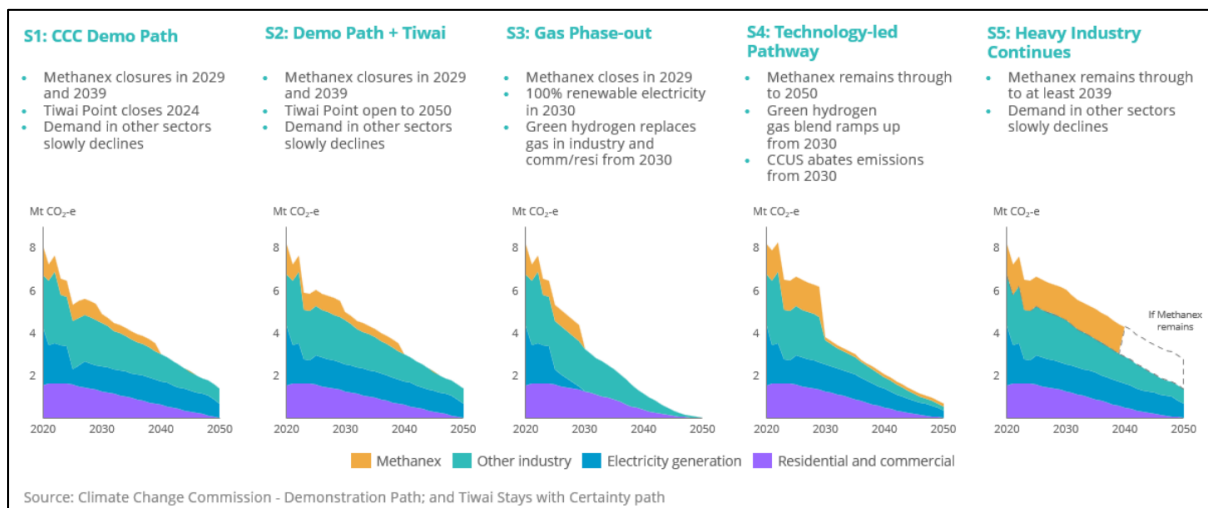 S1: CCC Demo Path
• Methanex closures in 2029
and 2039
• Tiwai Point closes 2024
• Demand in other sectors
slowly declines
S2: Demo Path + Tiwai
• Methanex closures in 2029
and 2039
• Tiwai Point open to 2050
• Demand in other sectors
slowly declines
S3: Gas Phase-out
• Methanex closes in 2029
• 100% renewable electricity
in 2030
• Green hydrogen replaces
gas in industry and
comm/resi from 2030
S4: Technology-led
Pathway
• Methanex remains through
to 2050
• Green hydrogen
gas blend ramps up
from 2030
• CCUS abates emissions
from 2030
S5: Heavy Industry
Continues
• Methanex remains through
to at least 2039
• Demand in other sectors
slowly declines
Mt CO₂-e
8
6
4
2
2020 2030 2040 2050
Mt CO₂-e
8
6
4
2
2020 2030 2040 2050
Mt CO₂-e
8
6
4
2
2020 2030 2040 2050
Mt CO₂-e
8
6
4
2
2020 2030 2040 2050
Mt CO₂-e
8
6
4
2
If Methanex
remains
2020 2030 2040 2050
Methanex Other industry Electricity generation Residential and commercial
Source: Climate Change Commission - Demonstration Path; and Tiwai Stays with Certainty path